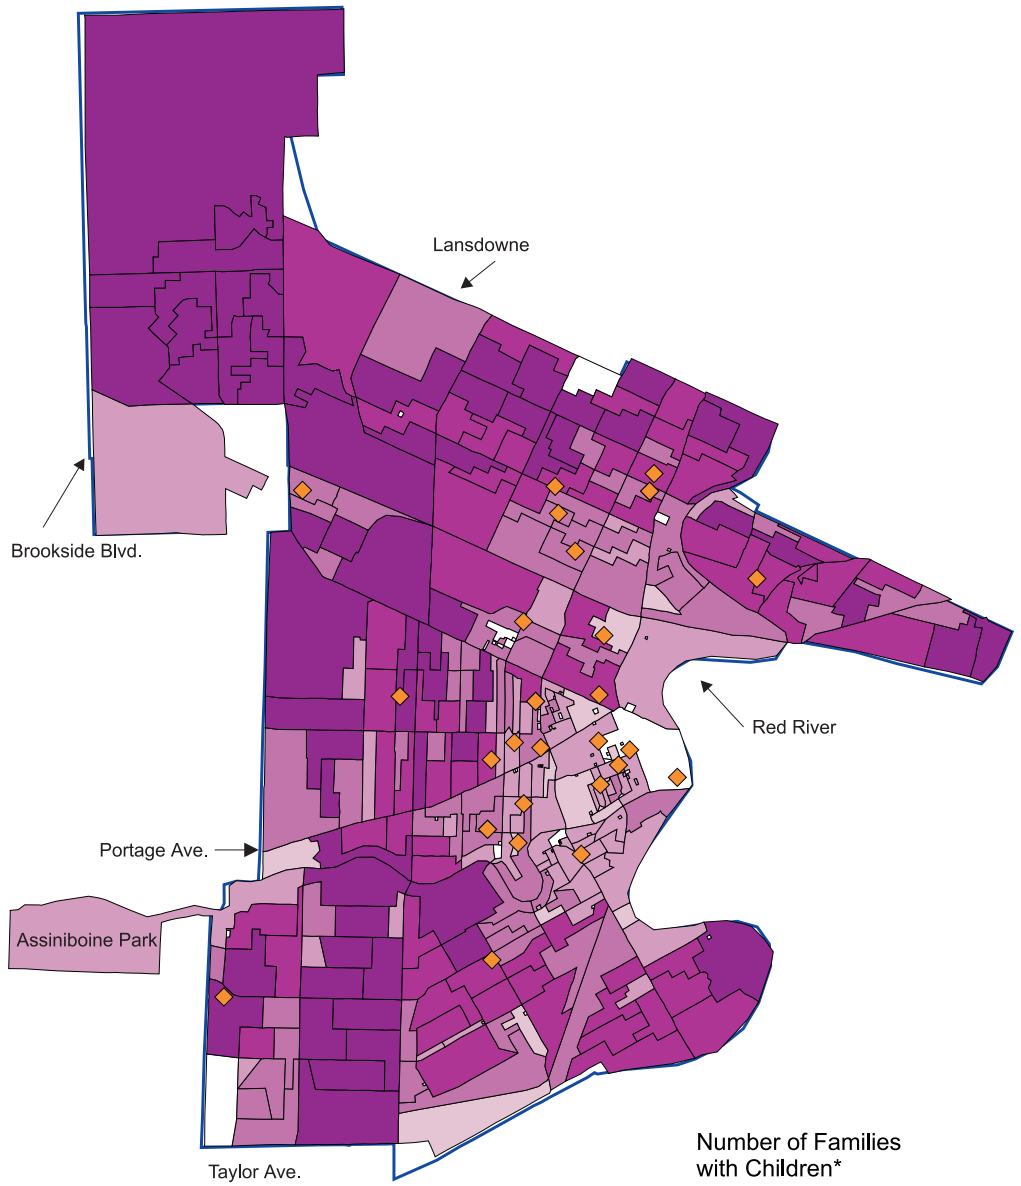 Lansdowne
Brookside Blvd.
Red River
Portage Ave.
Assiniboine Park
Number of Families
with Children*
Taylor Ave.